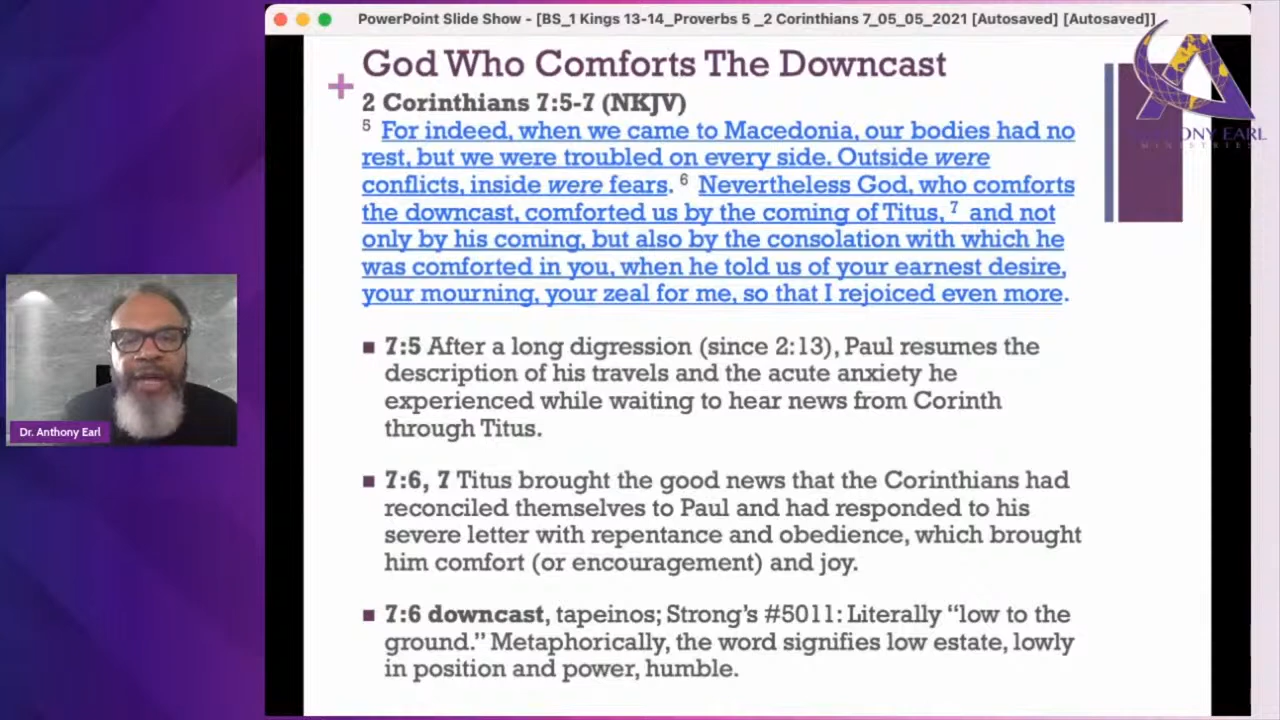 PowerPoint Slide Show - [BS_1 Kings 13-14_Proverbs 5 _2 Corinthians 7_05_05_2021 [Autosaved] [Autosaved]]
God Who Comforts The Downcast
+
2 Corinthians 7:5-7 (NKJV)
5 For indeed, when we came to Macedonia, our bodies had no
rest, but we were troubled on every side. Outside were
conflicts, inside were fears. 6 Nevertheless God, who comforts
the downcast, comforted us by the coming of Titus, 7 and not
only by his coming, but also by the consolation with which he
was comforted in you, when he told us of your earnest desire,
your mourning, your zeal for me, so that I rejoiced even more.
■ 7:5 After a long digression (since 2:13), Paul resumes the
description of his travels and the acute anxiety he
experienced while waiting to hear news from Corinth
through Titus.
■ 7:6, 7 Titus brought the good news that the Corinthians had
reconciled themselves to Paul and had responded to his
severe letter with repentance and obedience, which brought
him comfort (or encouragement) and joy.
■ 7:6 downcast, tapeinos; Strong's #5011: Literally “low to the
ground.” Metaphorically, the word signifies low estate, lowly
in position and power, humble.
Dr. Anthony Earl
EARL
MINISTRIES